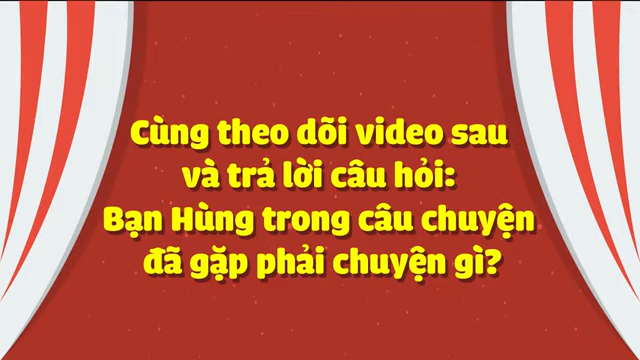 Cùng theo dõi video sau
và trả lời câu hỏi:
Bạn Hùng trong câu chuyện
đã gặp phải chuyện gì?